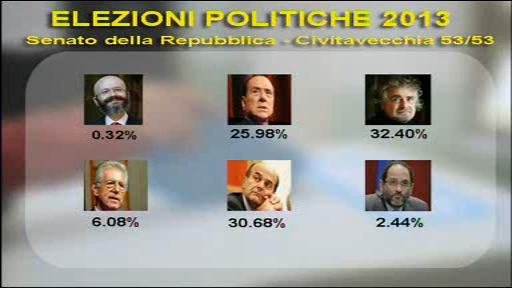 ELEZIONI POLITICHE 2013
Senato della Repubblica - Civitavecchia 53/53
0.32% 25.98% 32.40%
6.08% 30.68% 2.44%